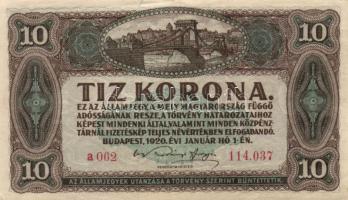 10 10
TIZ KORONA.
EZ AZ ÁLLAMJEGY A MELY MAGYARORSZÁG FÜGGŐ
ADÓSSÁGÁNAK RÉSZE, A TÖRVÉNY HATÁROZATAIHOZ
KÉPEST MINDENKI ÁLTAL VALAMINT MINDEN KÖZPÉNZ-
TÁRNÁL FIZETÉSKÉP TELJES NÉVÉRTÉKBEN ELFOGADANDÓ.
BUDAPEST, 1920. ÉVI JANUÁR HÓ 1-ÉN.
a 062 114.037
10 10
AZ ÁLLAMJEGYEK UTÁNZÁSA A TÖRVÉNY SZERINT BÜNTETTETIK.